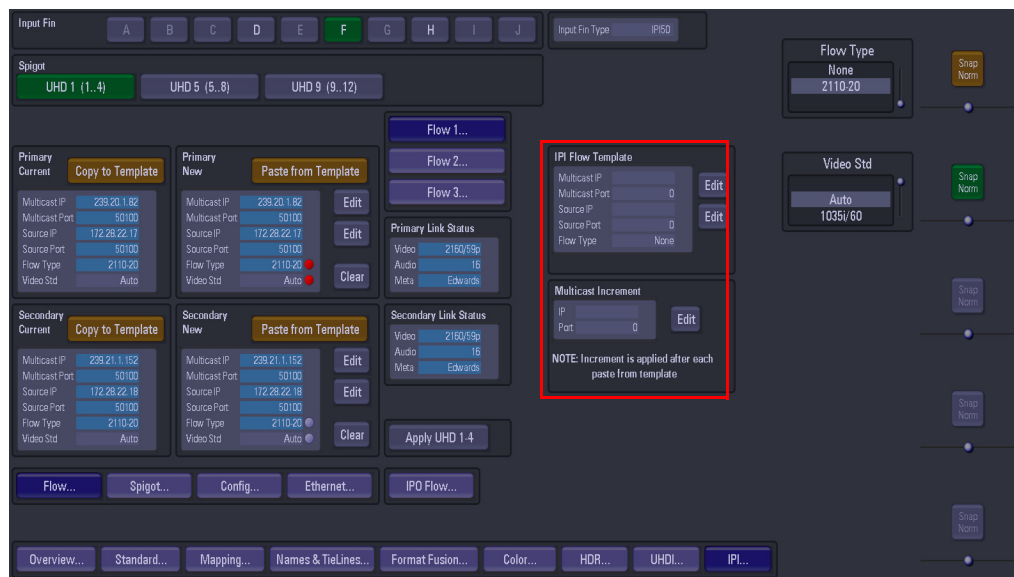 Input Fin
A B C D E F G H I J
Input Fin Type IPI50
Spigot
UHD 1 (1..4) UHD 5 (5..8) UHD 9 (9..12)
Flow Type
None
2110-20
Snap Norm
Flow 1...
Flow 2...
Flow 3...
Primary Current Copy to Template
Multicast IP 239.20.1.82
Multicast Port 50100
Source IP 172.28.22.17
Source Port 50100
Flow Type 2110-20
Video Std Auto
Primary New Paste from Template
Multicast IP 239.20.1.82 Edit
Multicast Port 50100
Source IP 172.28.22.17 Edit
Source Port 50100
Flow Type 2110-20
Video Std Auto Clear
Primary Link Status
Video 2160/59p
Audio 16
Meta Edwards
IPI Flow Template
Multicast IP Edit
Multicast Port 0
Source IP Edit
Source Port 0
Flow Type None
Video Std
Auto
1035i/60
Snap Norm
Secondary Current Copy to Template
Multicast IP 239.21.1.152
Multicast Port 50100
Source IP 172.28.22.18
Source Port 50100
Flow Type 2110-20
Video Std Auto
Secondary New Paste from Template
Multicast IP 239.21.1.152 Edit
Multicast Port 50100
Source IP 172.28.22.18 Edit
Source Port 50100
Flow Type 2110-20
Video Std Auto Clear
Secondary Link Status
Video 2160/59p
Audio 16
Meta Edwards
Multicast Increment
IP
Port 0 Edit
NOTE: Increment is applied after each
paste from template
Snap Norm
Snap Norm
Apply UHD 1-4
Flow... Spigot... Config... Ethernet... IPO Flow...
Snap Norm
Overview... Standard... Mapping... Names & TieLines... Format Fusion... Color... HDR... UHDI... IPI...